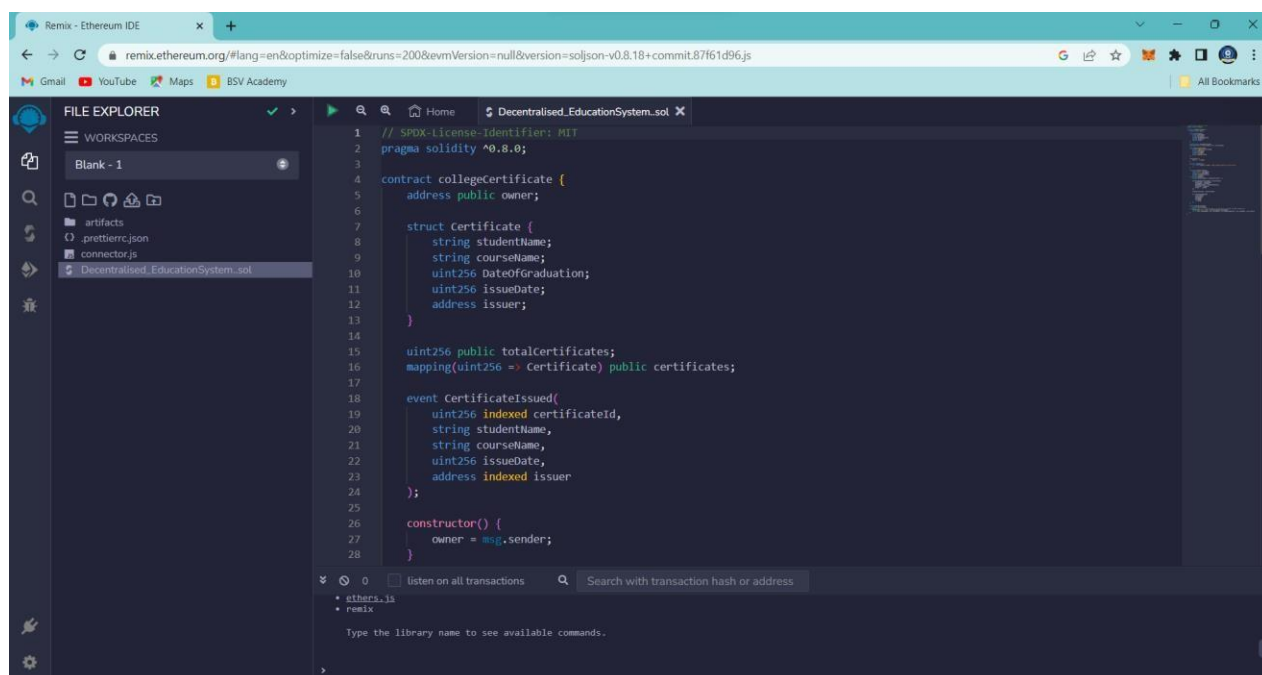 Remix - Ethereum IDE
remix.ethereum.org/#lang=en&optimize=false&runs=200&evmVersion=null&version=soljson-v0.8.18+commit.87f61d96.js
Gmail YouTube Maps BSV Academy All Bookmarks
FILE EXPLORER
WORKSPACES
Blank - 1
artifacts
.prettierrc.json
connector.js
Decentralised_EducationSystem_.sol
Home Decentralised_EducationSystem_.sol
1 // SPDX-License-Identifier: MIT
2 pragma solidity ^0.8.0;
3
4 contract collegeCertificate {
5 address public owner;
6
7 struct Certificate {
8 string studentName;
9 string courseName;
10 uint256 DateOfGraduation;
11 uint256 issueDate;
12 address issuer;
13 }
14
15 uint256 public totalCertificates;
16 mapping(uint256 => Certificate) public certificates;
17
18 event CertificateIssued(
19 uint256 indexed certificateId,
20 string studentName,
21 string courseName,
22 uint256 issueDate,
23 address indexed issuer
24 );
25
26 constructor() {
27 owner = msg.sender;
28 }
0 listen on all transactions Search with transaction hash or address
• ethers.js
• remix
Type the library name to see available commands.
>